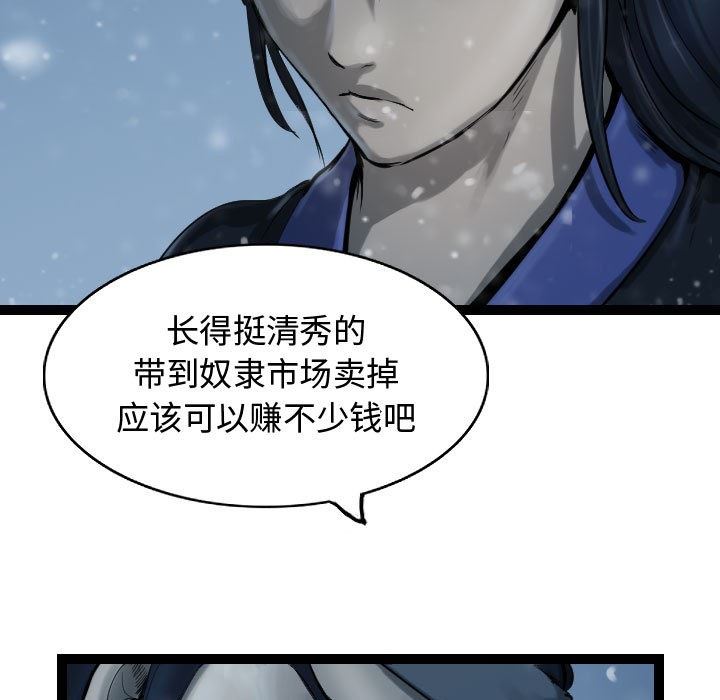 长得挺清秀的
带到奴隶市场卖掉
应该可以赚不少钱吧